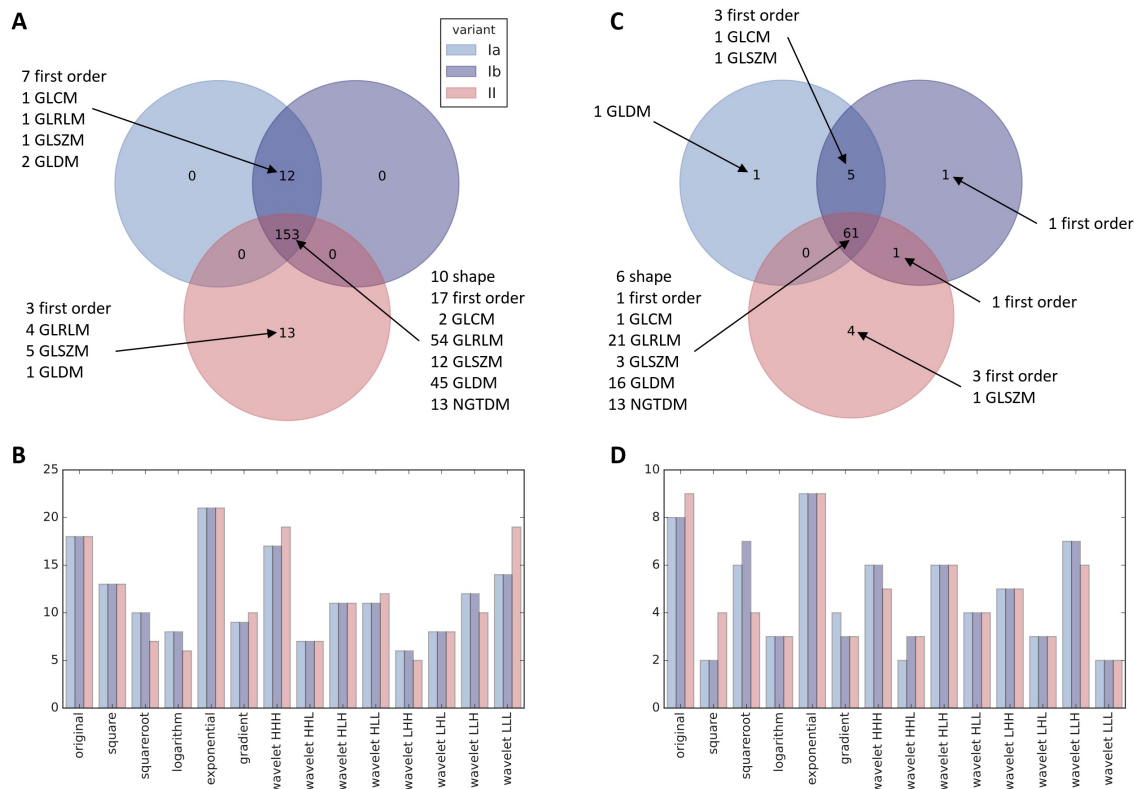 A
variant
Ia
Ib
II
7 first order
1 GLCM
1 GLRLM
1 GLSZM
2 GLDM
0
12
0
153
0
0
13
3 first order
4 GLRLM
5 GLSZM
1 GLDM
10 shape
17 first order
2 GLCM
54 GLRLM
12 GLSZM
45 GLDM
13 NGTDM
C
3 first order
1 GLCM
1 GLSZM
1 GLDM
1
5
1
1 first order
61
0
1
1 first order
4
6 shape
1 first order
1 GLCM
21 GLRLM
3 GLSZM
16 GLDM
13 NGTDM
3 first order
1 GLSZM
B
25
20
15
10
5
0
original
square
squareroot
logarithm
exponential
gradient
wavelet HHH
wavelet HHL
wavelet HLH
wavelet HLL
wavelet LHH
wavelet LHL
wavelet LLH
wavelet LLL
D
10
8
6
4
2
0
original
square
squareroot
logarithm
exponential
gradient
wavelet HHH
wavelet HHL
wavelet HLH
wavelet HLL
wavelet LHH
wavelet LHL
wavelet LLH
wavelet LLL